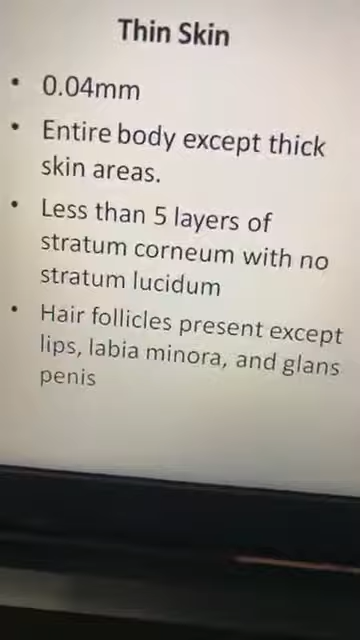 Thin Skin
• 0.04mm
• Entire body except thick
skin areas.
• Less than 5 layers of
stratum corneum with no
stratum lucidum
• Hair follicles present except
lips, labia minora, and glans
penis